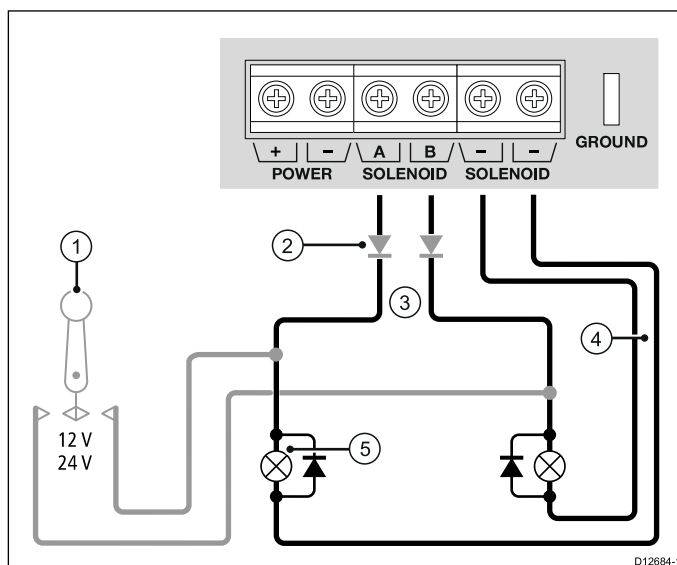 + - A B - -
POWER SOLENOID SOLENOID
GROUND
1
2
3
4
12 V
24 V
5
D12684-